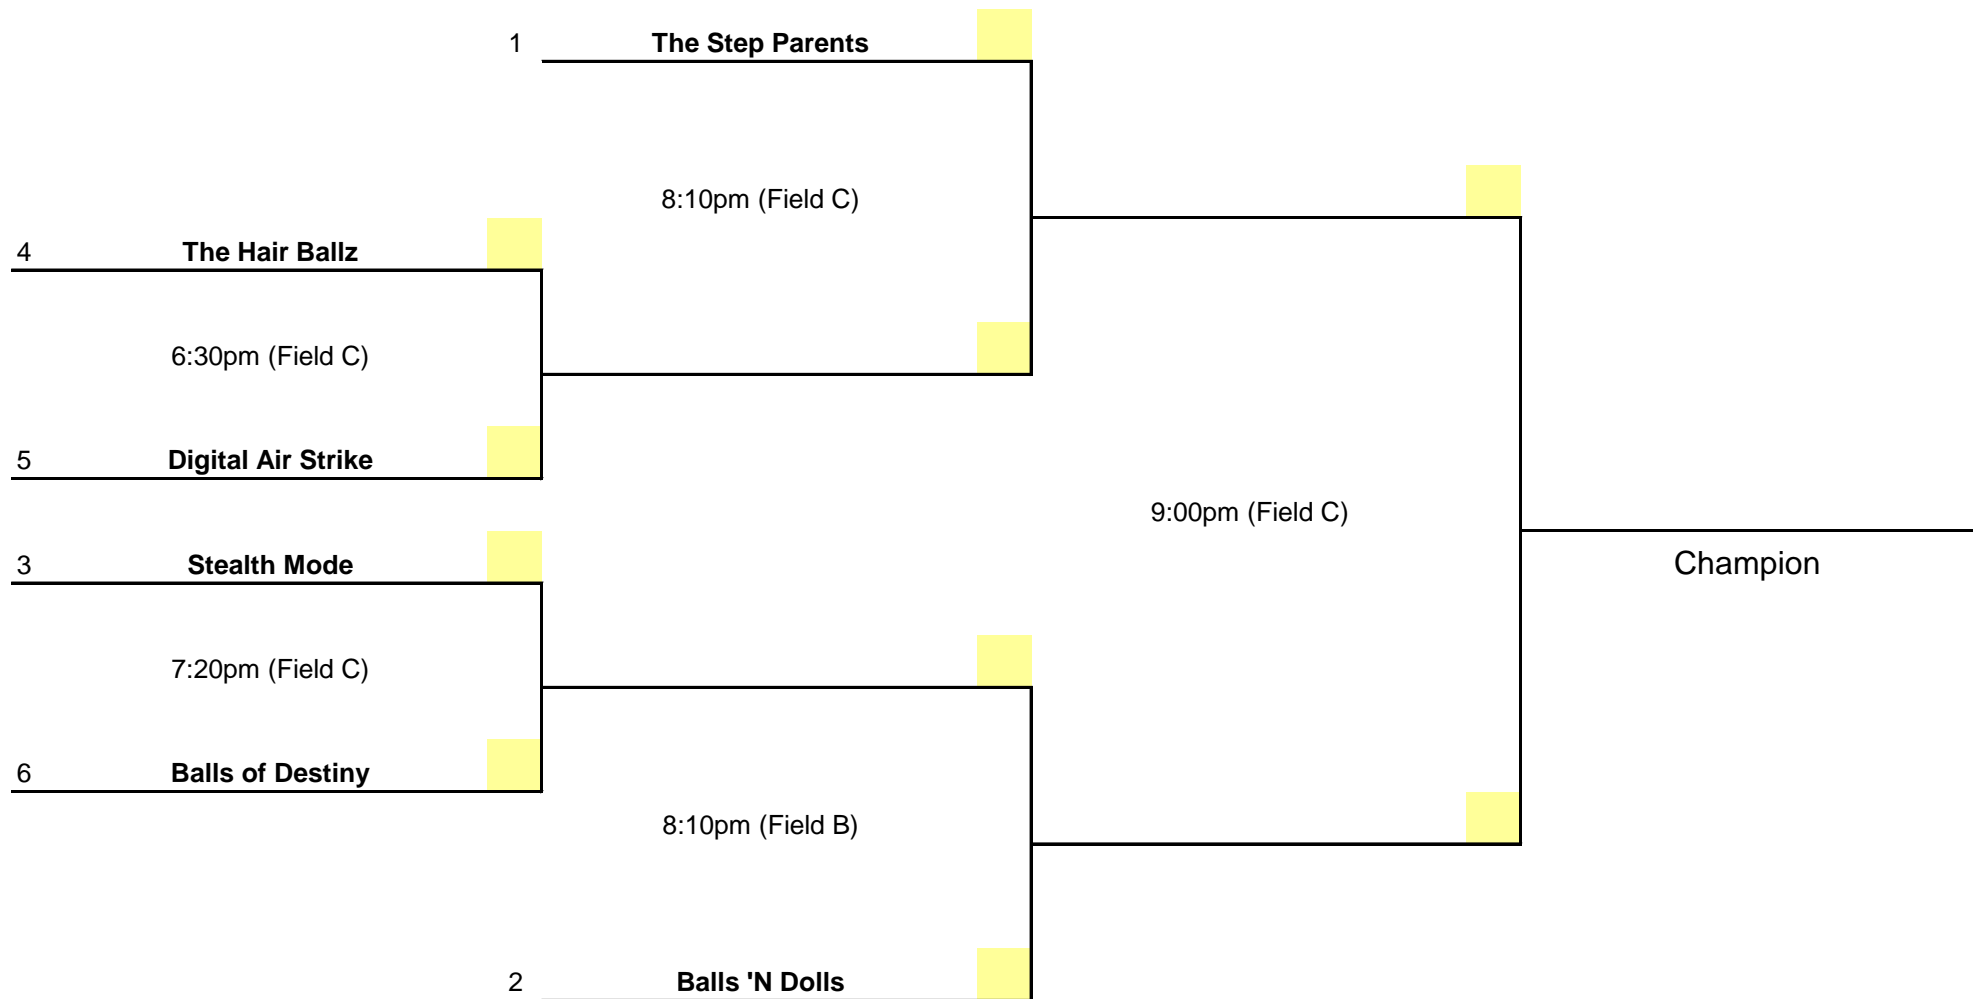 1 The Step Parents
8:10pm (Field C)
4 The Hair Ballz
6:30pm (Field C)
5 Digital Air Strike
9:00pm (Field C)
3 Stealth Mode
Champion
7:20pm (Field C)
6 Balls of Destiny
8:10pm (Field B)
2 Balls 'N Dolls